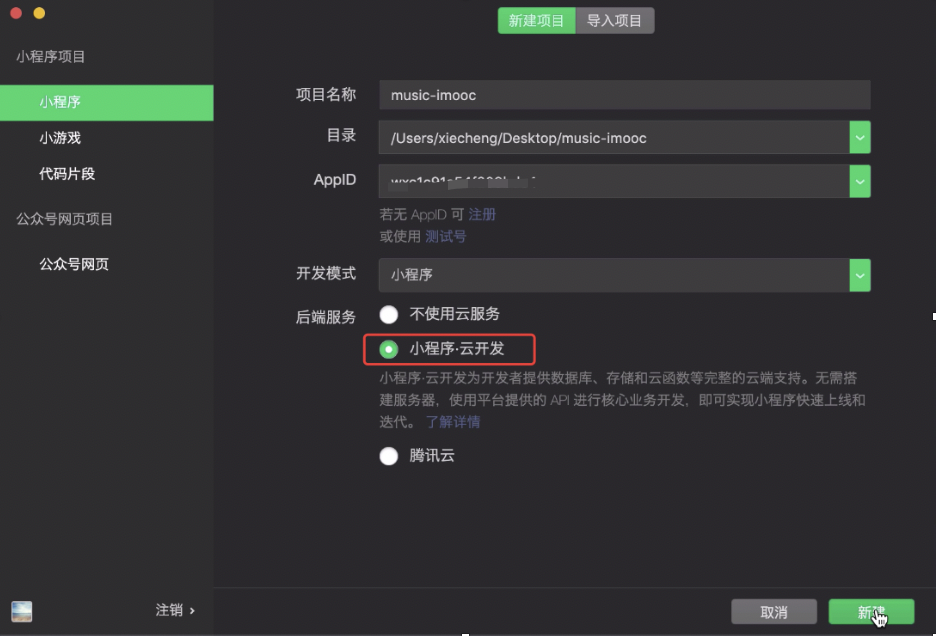 新建项目 导入项目
小程序项目
小程序
小游戏
代码片段
公众号网页项目
公众号网页
项目名称 music-imooc
目录 /Users/xiecheng/Desktop/music-imooc
AppID
若无 AppID 可 注册
或使用 测试号
开发模式 小程序
后端服务 不使用云服务
小程序·云开发
小程序·云开发为开发者提供数据库、存储和云函数等完整的云端支持。无需搭
建服务器，使用平台提供的 API 进行核心业务开发，即可实现小程序快速上线和
迭代。 了解详情
腾讯云
注销 ›
取消 新建